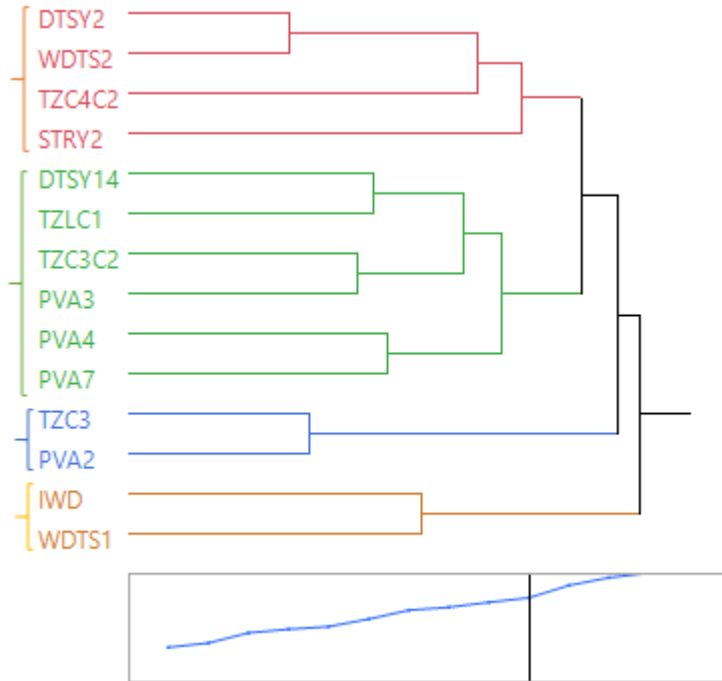 DTSY2
WDTS2
TZC4C2
STRY2
DTSY14
TZLC1
TZC3C2
PVA3
PVA4
PVA7
TZC3
PVA2
IWD
WDTS1